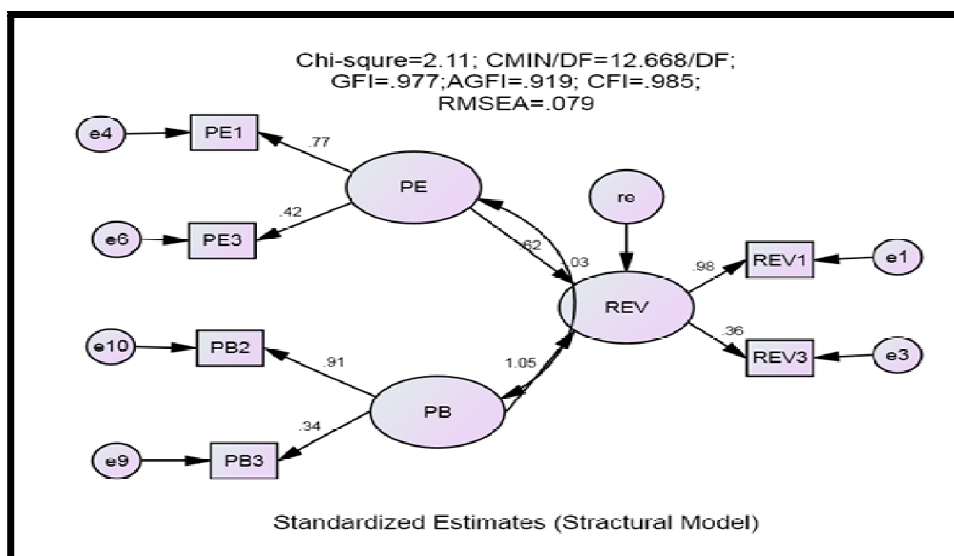 Chi-squre=2.11; CMIN/DF=12.668/DF;
GFI=.977;AGFI=.919; CFI=.985;
RMSEA=.079
e4
PE1
.77
PE
re
e6
PE3
.42
.62
.03
REV
.98
REV1
e1
.36
REV3
e3
e10
PB2
.91
1.05
PB
.34
e9
PB3
Standardized Estimates (Stractural Model)